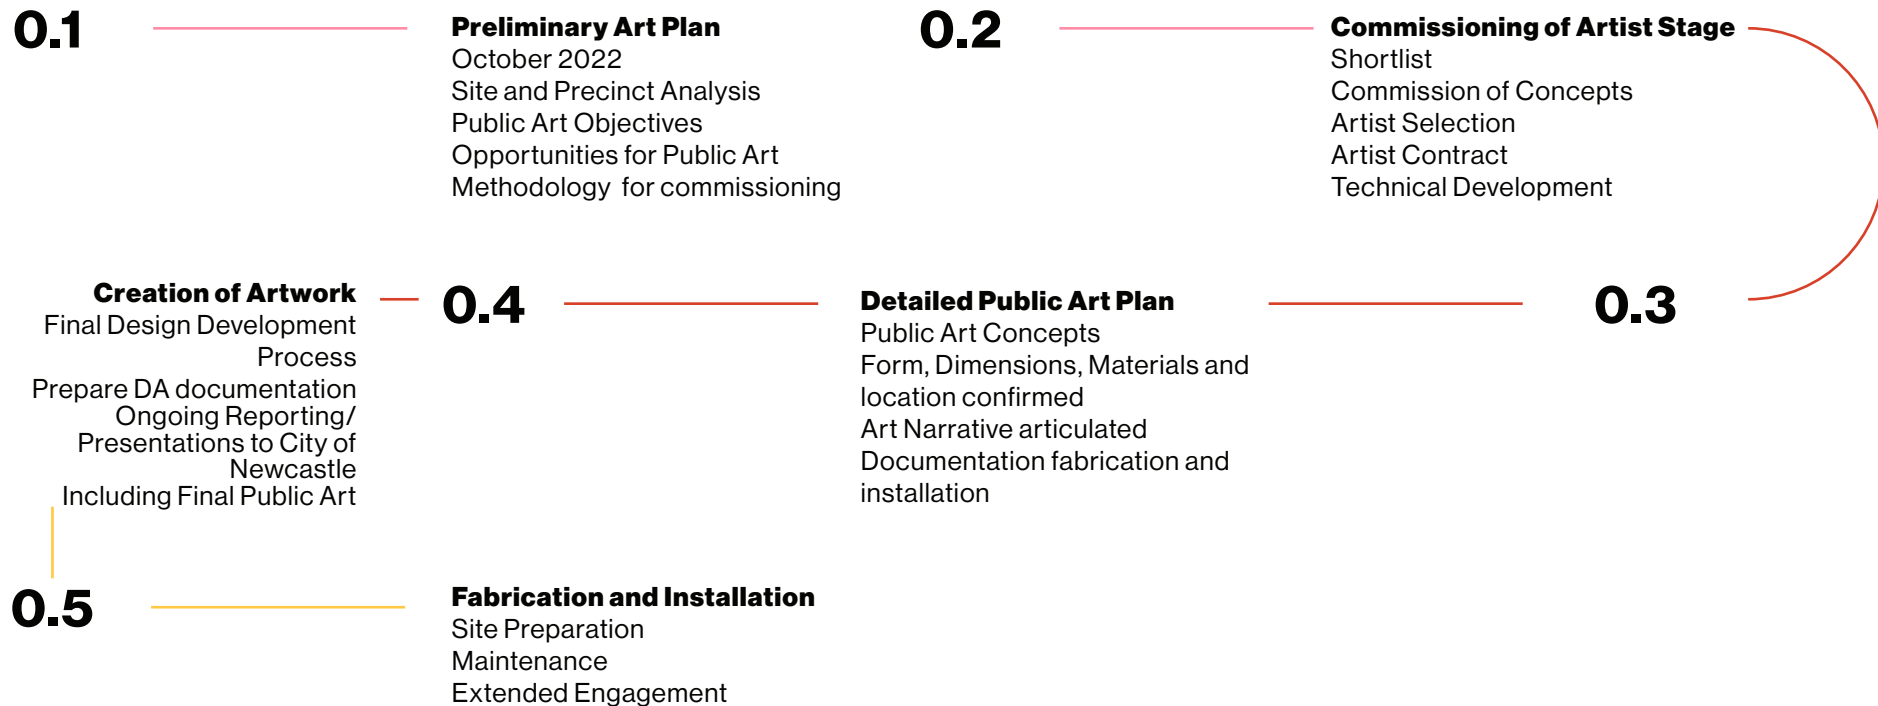 0.1
Preliminary Art Plan
October 2022
Site and Precinct Analysis
Public Art Objectives
Opportunities for Public Art
Methodology  for commissioning
0.2
Commissioning of Artist Stage
Shortlist
Commission of Concepts
Artist Selection
Artist Contract
Technical Development
0.3
Detailed Public Art Plan
Public Art Concepts
Form, Dimensions, Materials and
location confirmed
Art Narrative articulated
Documentation fabrication and
installation
0.4
Creation of Artwork
Final Design Development
Process
Prepare DA documentation
Ongoing Reporting/
Presentations to City of
Newcastle
Including Final Public Art
0.5
Fabrication and Installation
Site Preparation
Maintenance
Extended Engagement